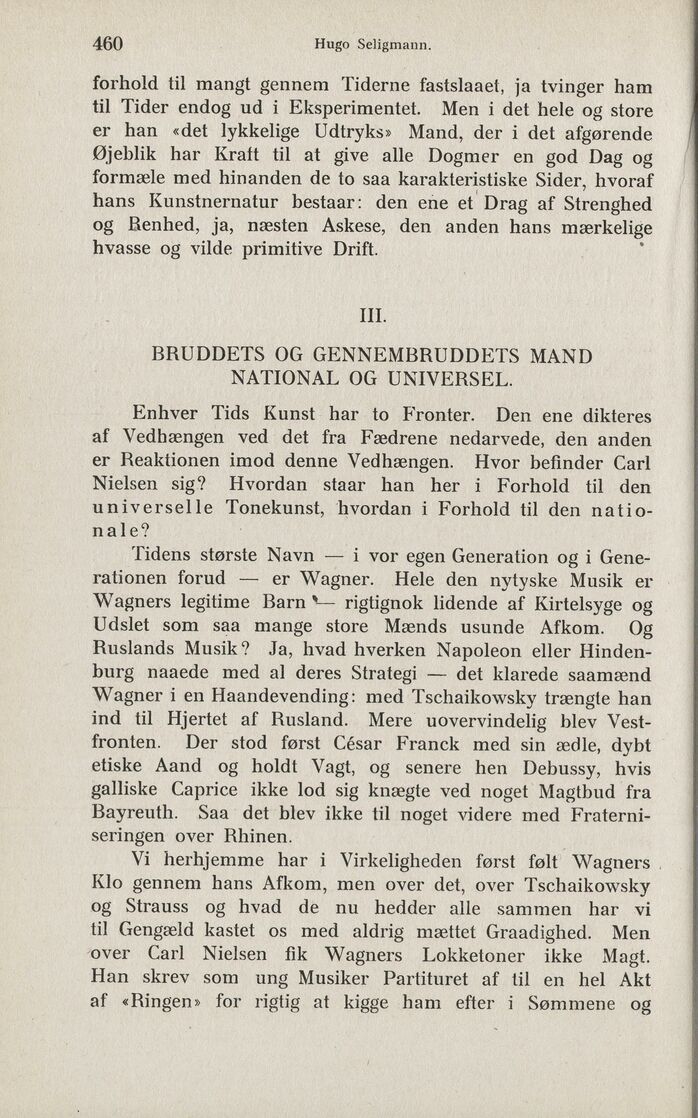 460
Hugo Seligmann.
forhold til mangt gennem Tiderne fastslaaet, ja tvinger ham
til Tider endog ud i Eksperimentet. Men i det hele og store
er han «det lykkelige Udtryks» Mand, der i det afgørende
Øjeblik har Kraft til at give alle Dogmer en god Dag og
formæle med hinanden de to saa karakteristiske Sider, hvoraf
hans Kunstnernatur bestaar: den ene et Drag af Strenghed
og Renhed, ja, næsten Askese, den anden hans mærkelige
hvasse og vilde primitive Drift.
III.
BRUDDETS OG GENNEMBRUDDETS MAND
NATIONAL OG UNIVERSEL.
Enhver Tids Kunst har to Fronter. Den ene dikteres
af Vedhængen ved det fra Fædrene nedarvede, den anden
er Reaktionen imod denne Vedhængen. Hvor befinder Carl
Nielsen sig? Hvordan staar han her i Forhold til den
universelle Tonekunst, hvordan i Forhold til den natio-
nale?
Tidens største Navn — i vor egen Generation og i Gene-
rationen forud — er Wagner. Hele den nytyske Musik er
Wagners legitime Barn — rigtignok lidende af Kirtelsyge og
Udslet som saa mange store Mænds usunde Afkom. Og
Ruslands Musik? Ja, hvad hverken Napoleon eller Hinden-
burg naaede med al deres Strategi — det klarede saamænd
Wagner i en Haandevending: med Tschaikowsky trængte han
ind til Hjertet af Rusland. Mere uovervindelig blev Vest-
fronten. Der stod først César Franck med sin ædle, dybt
etiske Aand og holdt Vagt, og senere hen Debussy, hvis
galliske Caprice ikke lod sig knægte ved noget Magtbud fra
Bayreuth. Saa det blev ikke til noget videre med Fraterni-
seringen over Rhinen.
Vi herhjemme har i Virkeligheden først følt Wagners
Klo gennem hans Afkom, men over det, over Tschaikowsky
og Strauss og hvad de nu hedder alle sammen har vi
til Gengæld kastet os med aldrig mættet Graadighed. Men
over Carl Nielsen fik Wagners Lokketoner ikke Magt.
Han skrev som ung Musiker Partituret af til en hel Akt
af «Ringen» for rigtig at kigge ham efter i Sømmene og